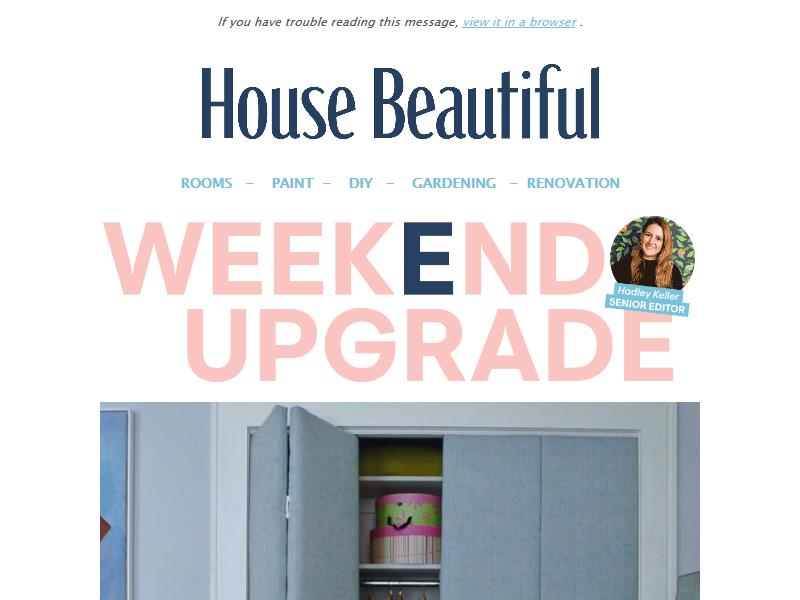 If you have trouble reading this message, view it in a browser .
House Beautiful
ROOMS – PAINT – DIY – GARDENING – RENOVATION
WEEKEND
Hadley Keller
SENIOR EDITOR
UPGRADE